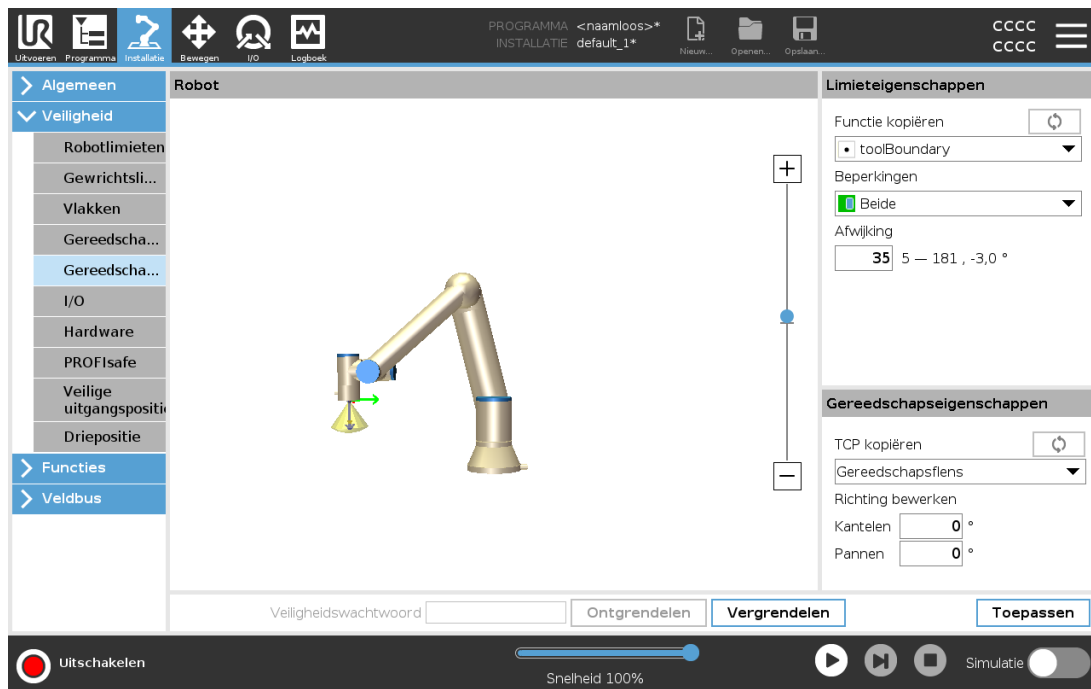 UR
Uitvoeren
Programma
Installatie
Bewegen
I/O
Logboek
PROGRAMMA <naamloos>*
INSTALLATIE default_1*
Nieuw...
Openen...
Opslaan...
CCCC
CCCC
Algemeen
Veiligheid
Robotlimieten
Gewrichtsli...
Vlakken
Gereedscha...
Gereedscha...
I/O
Hardware
PROFIsafe
Veilige
uitgangspositi
Driepositie
Functies
Veldbus
Robot
Limieteigenschappen
Functie kopiëren
toolBoundary
Beperkingen
Beide
Afwijking
35 5 — 181 , -3,0 °
Gereedschapseigenschappen
TCP kopiëren
Gereedschapsflens
Richting bewerken
Kantelen 0 °
Pannen 0 °
Veiligheidswachtwoord Ontgrendelen Vergrendelen Toepassen
Uitschakelen
Snelheid 100%
Simulatie